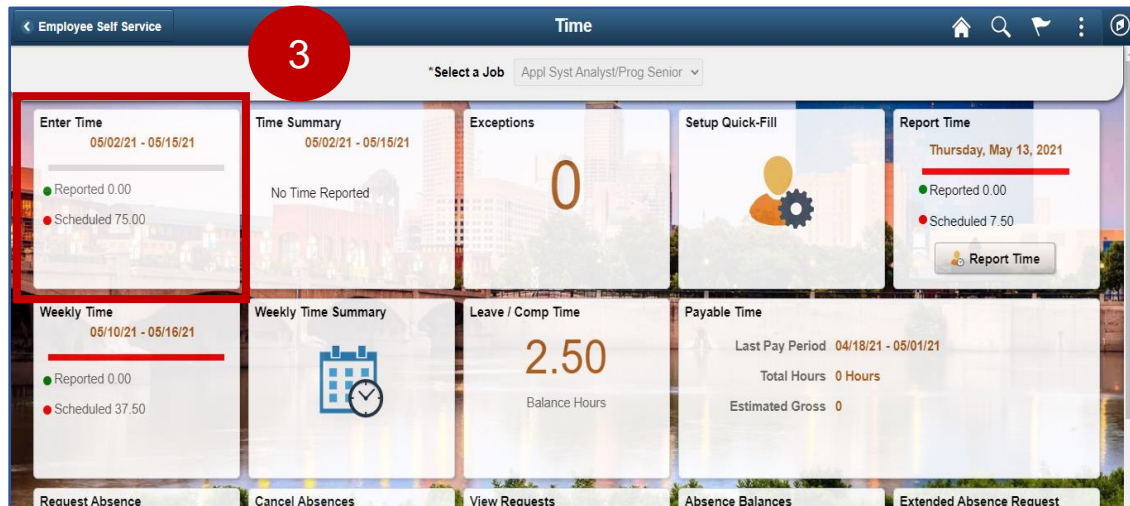 Employee Self Service
Time
3
*Select a Job Appl Syst Analyst/Prog Senior
Enter Time
05/02/21 - 05/15/21
Reported 0.00
Scheduled 75.00
Time Summary
05/02/21 - 05/15/21
No Time Reported
Exceptions
0
Setup Quick-Fill
Report Time
Thursday, May 13, 2021
Reported 0.00
Scheduled 7.50
Report Time
Weekly Time
05/10/21 - 05/16/21
Reported 0.00
Scheduled 37.50
Weekly Time Summary
Leave / Comp Time
2.50
Balance Hours
Payable Time
Last Pay Period 04/18/21 - 05/01/21
Total Hours 0 Hours
Estimated Gross 0
Request Absence
Cancel Absences
View Requests
Absence Balances
Extended Absence Request